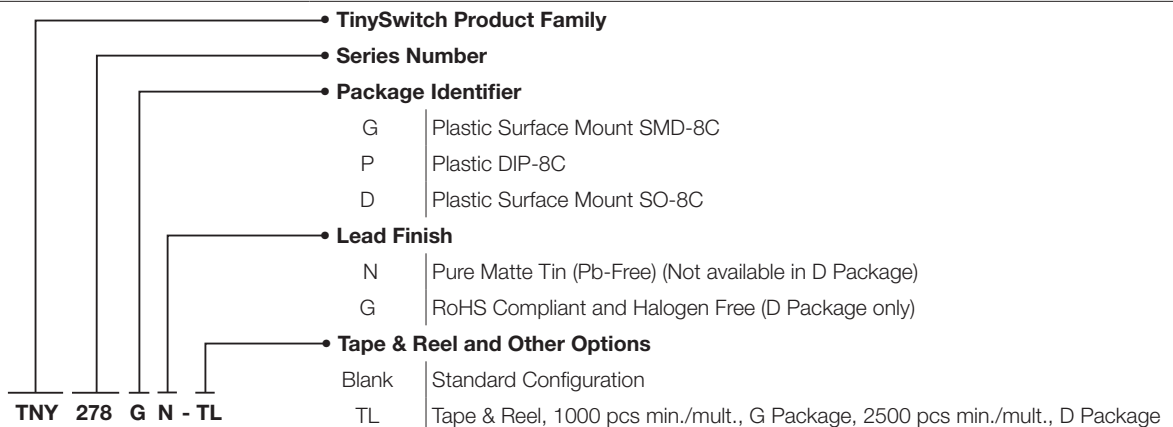 TinySwitch Product Family
Series Number
Package Identifier
G Plastic Surface Mount SMD-8C
P Plastic DIP-8C
D Plastic Surface Mount SO-8C
Lead Finish
N Pure Matte Tin (Pb-Free) (Not available in D Package)
G RoHS Compliant and Halogen Free (D Package only)
Tape & Reel and Other Options
Blank Standard Configuration
TNY 278 G N - TL
TL Tape & Reel, 1000 pcs min./mult., G Package, 2500 pcs min./mult., D Package